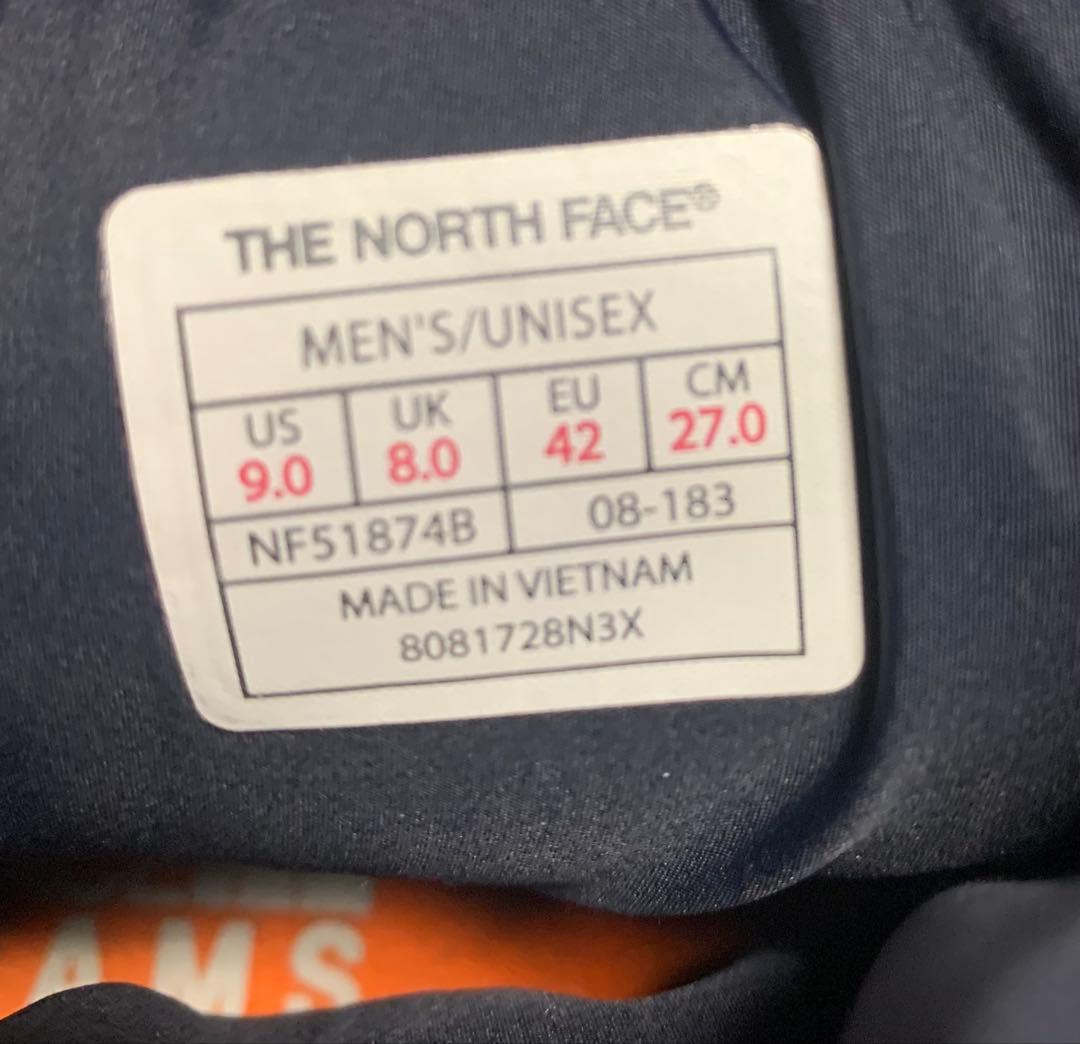 THE NORTH FACE®
MEN'S/UNISEX
US UK EU CM
9.0 8.0 42 27.0
NF51874B 08-183
MADE IN VIETNAM
8081728N3X
AMS